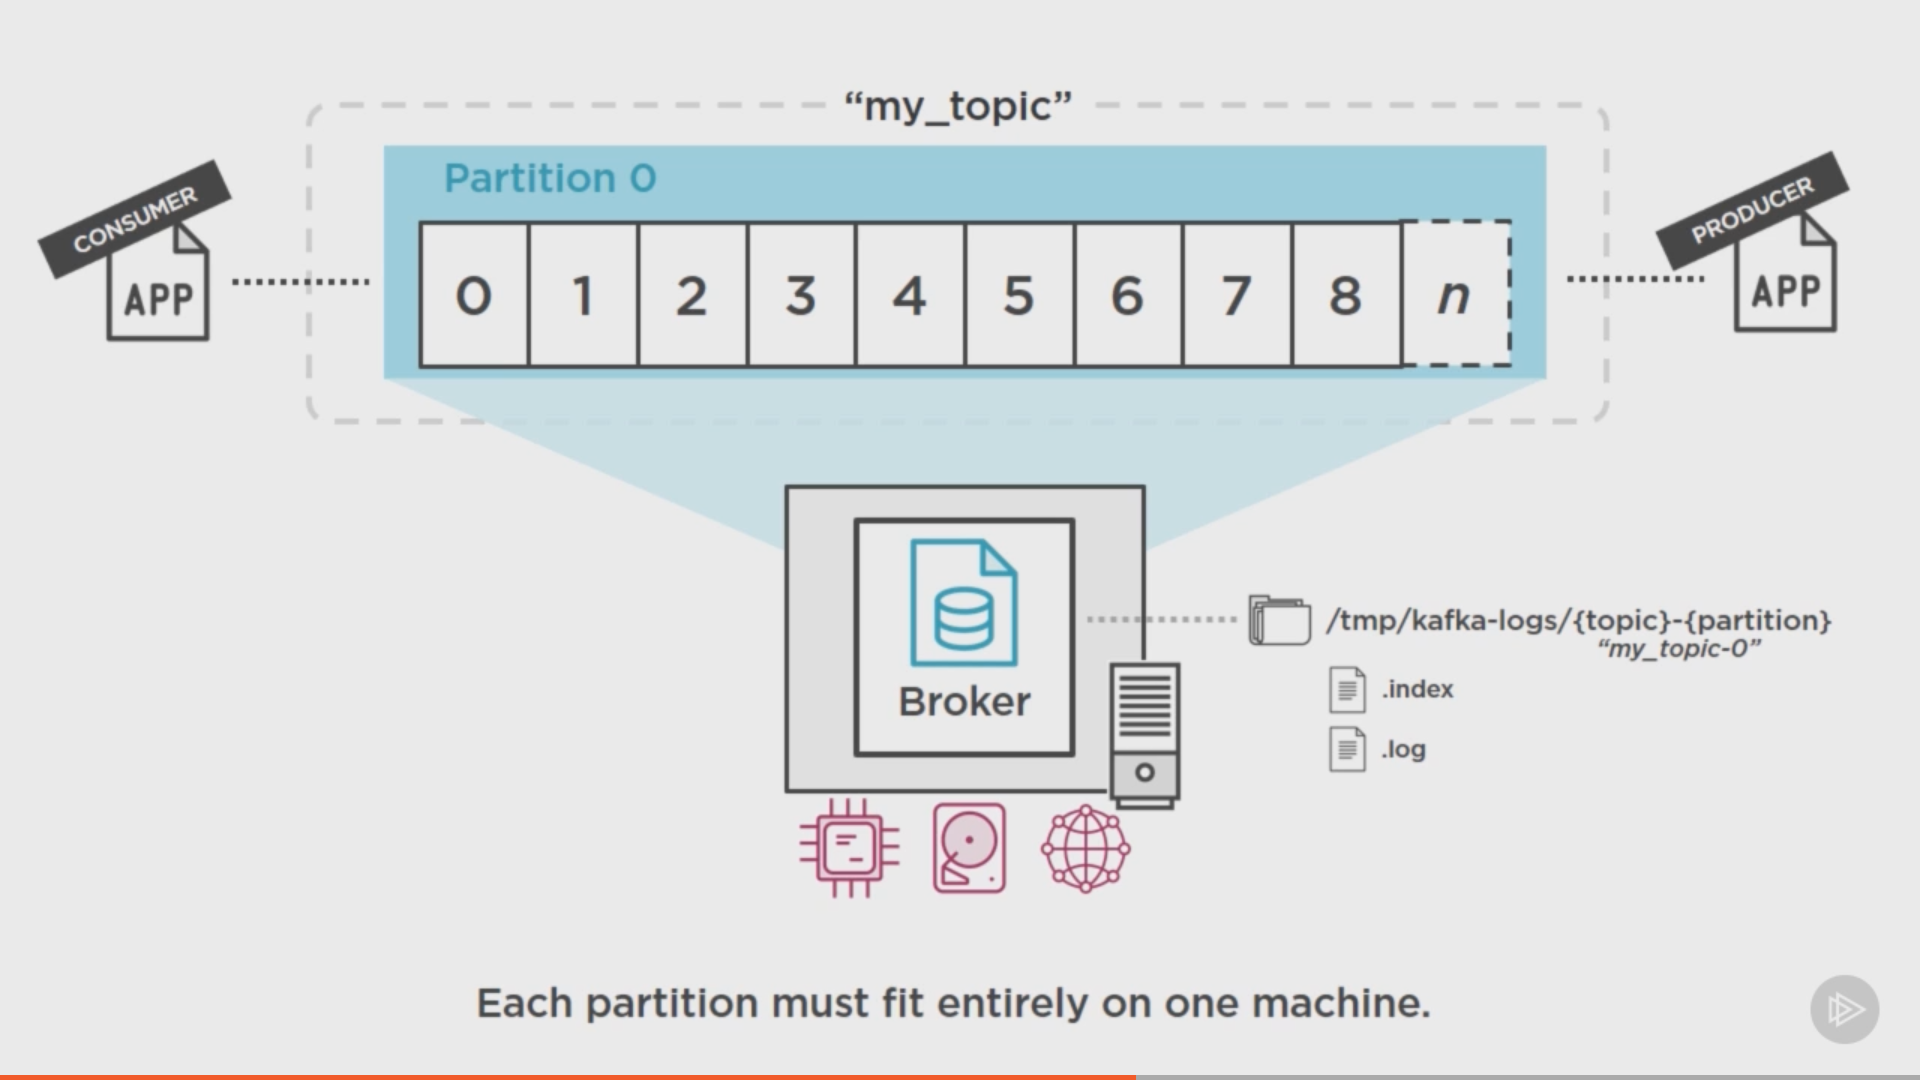 “my_topic”
Partition 0
CONSUMER
APP
0 1 2 3 4 5 6 7 8 n
PRODUCER
APP
Broker
/tmp/kafka-logs/{topic}-{partition}
“my_topic-0”
.index
.log
Each partition must fit entirely on one machine.